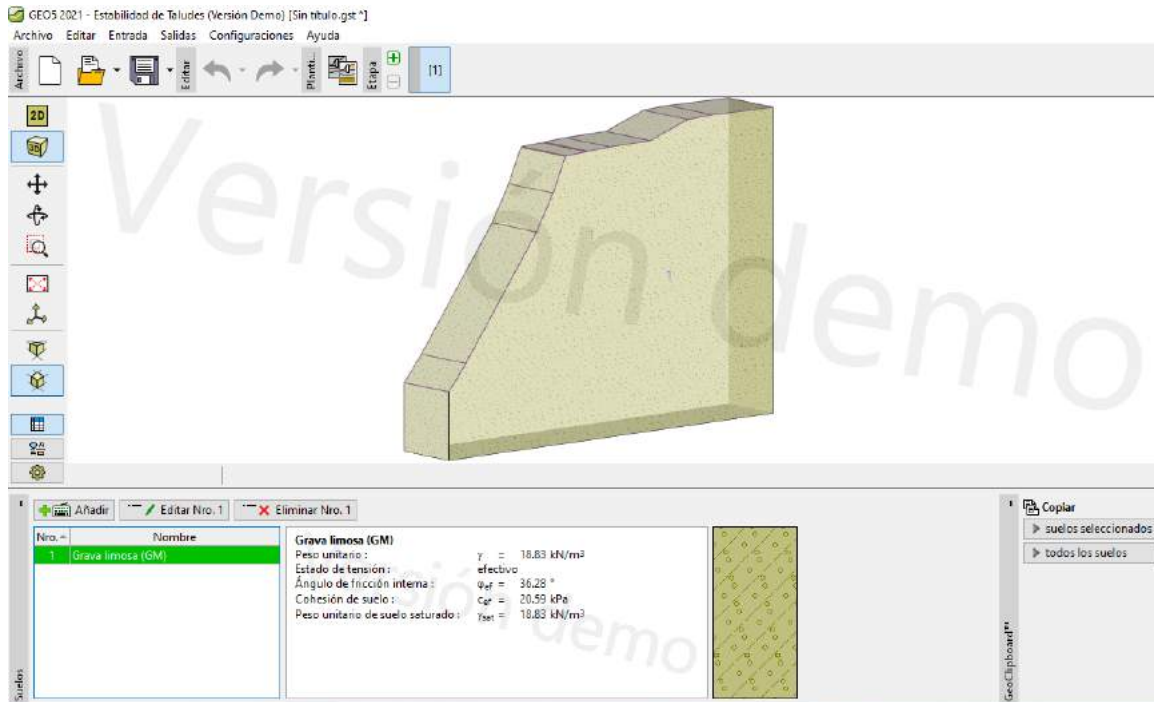 GEO5 2021 - Estabilidad de Taludes (Versión Demo) [Sin título.gst *]
Archivo Editar Entrada Salidas Configuraciones Ayuda
Archivo
Editar
Planti...
Etapa
[1]
2D
3D
Versión demo
1
Añadir
Editar Nro. 1
Eliminar Nro. 1
Nro. Nombre
1 Grava limosa (GM)
Grava limosa (GM)
Peso unitario : γ = 18.83 kN/m³
Estado de tensión : efectivo
Ángulo de fricción interna : φef = 36.28 °
Cohesión de suelo : cef = 20.59 kPa
Peso unitario de suelo saturado : γsat = 18.83 kN/m³
Versión demo
Suelos
GeoClipboard™
Copiar
suelos seleccionados
todos los suelos